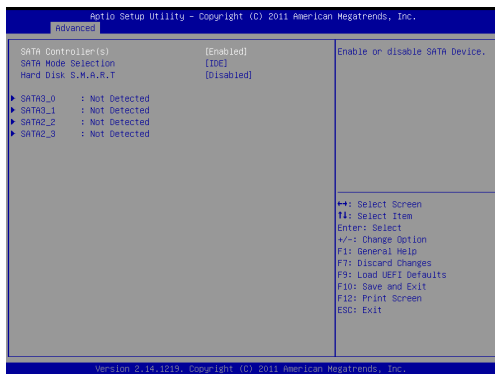 Aptio Setup Utility – Copyright (C) 2011 American Megatrends, Inc.
Advanced
SATA Controller(s) [Enabled]
SATA Mode Selection [IDE]
Hard Disk S.M.A.R.T [Disabled]
▶ SATA3_0 : Not Detected
▶ SATA3_1 : Not Detected
▶ SATA2_2 : Not Detected
▶ SATA2_3 : Not Detected
Enable or disable SATA Device.
↔: Select Screen
↑↓: Select Item
Enter: Select
+/-: Change Option
F1: General Help
F7: Discard Changes
F9: Load UEFI Defaults
F10: Save and Exit
F12: Print Screen
ESC: Exit
Version 2.14.1219. Copyright (C) 2011 American Megatrends, Inc.